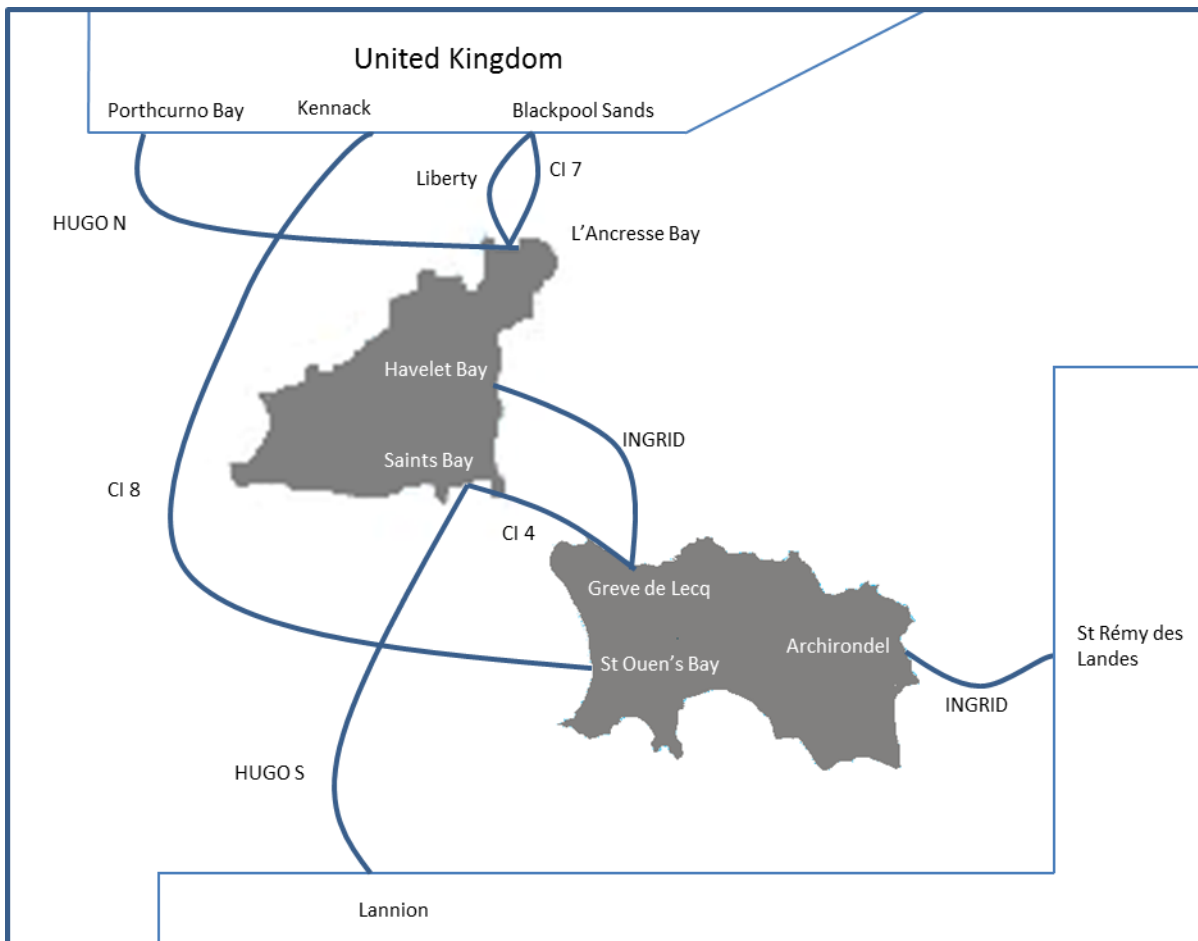 United Kingdom
Porthcurno Bay
Kennack
Blackpool Sands
Liberty
CI 7
HUGO N
L'Ancresse Bay
Havelet Bay
INGRID
Saints Bay
CI 8
CI 4
Greve de Lecq
St Ouen's Bay
Archirondel
St Rémy des
Landes
INGRID
HUGO S
Lannion